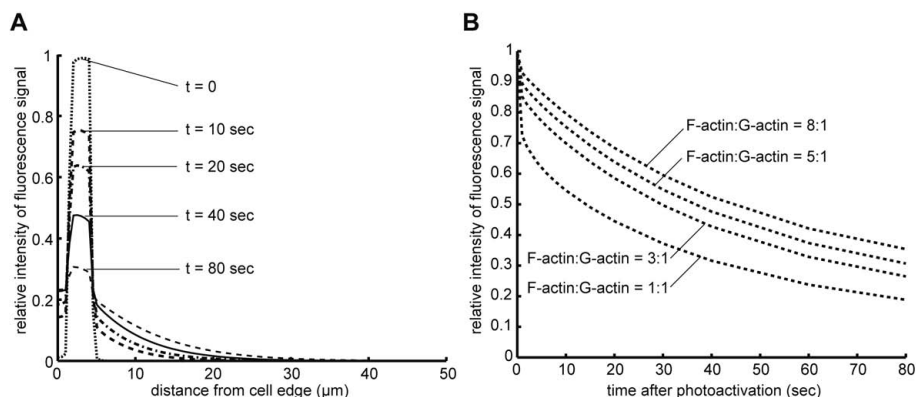 A
relative intensity of fluorescence signal
1
0.8
0.6
0.4
0.2
0
t = 0
t = 10 sec
t = 20 sec
t = 40 sec
t = 80 sec
0 10 20 30 40 50
distance from cell edge (μm)
B
relative intensity of fluorescence signal
1
0.9
0.8
0.7
0.6
0.5
0.4
0.3
0.2
0.1
0
F-actin:G-actin = 8:1
F-actin:G-actin = 5:1
F-actin:G-actin = 3:1
F-actin:G-actin = 1:1
0 10 20 30 40 50 60 70 80
time after photoactivation (sec)